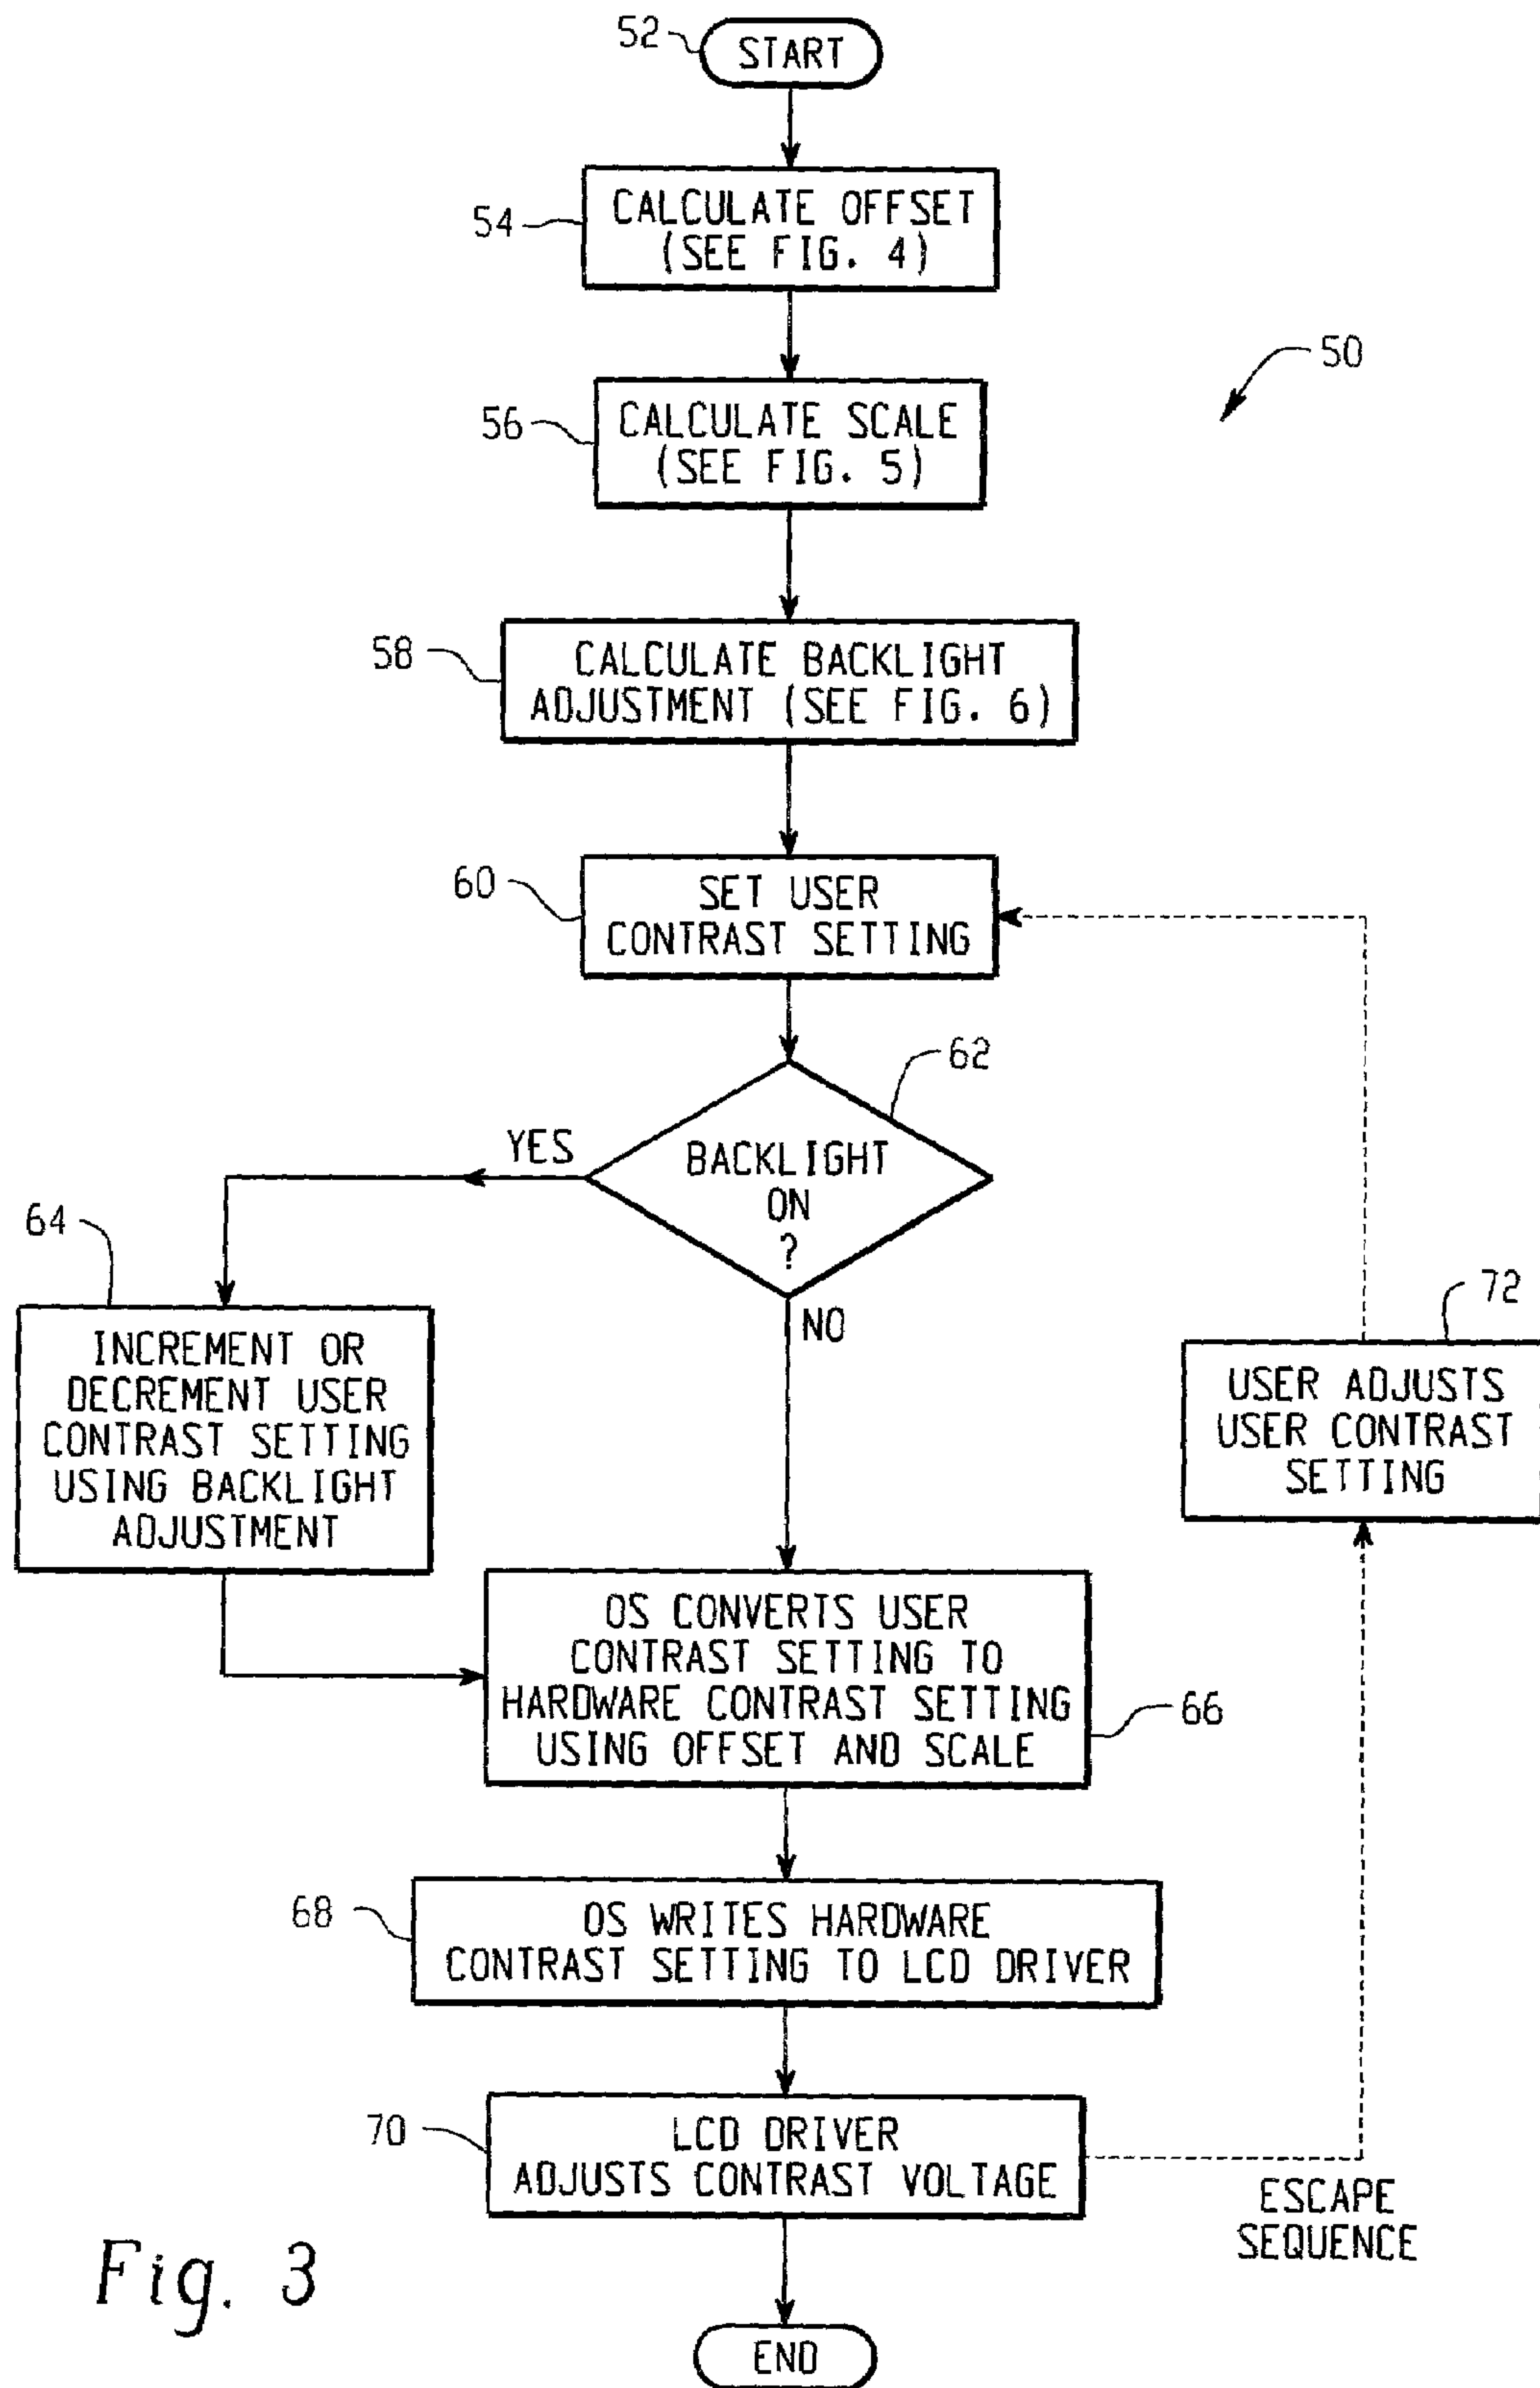 52
START
54
CALCULATE OFFSET
(SEE FIG. 4)
50
56
CALCULATE SCALE
(SEE FIG. 5)
58
CALCULATE BACKLIGHT
ADJUSTMENT (SEE FIG. 6)
60
SET USER
CONTRAST SETTING
62
BACKLIGHT
ON
?
YES
NO
64
INCREMENT OR
DECREMENT USER
CONTRAST SETTING
USING BACKLIGHT
ADJUSTMENT
72
USER ADJUSTS
USER CONTRAST
SETTING
OS CONVERTS USER
CONTRAST SETTING TO
HARDWARE CONTRAST SETTING
USING OFFSET AND SCALE
66
68
OS WRITES HARDWARE
CONTRAST SETTING TO LCD DRIVER
70
LCD DRIVER
ADJUSTS CONTRAST VOLTAGE
ESCAPE
SEQUENCE
Fig. 3
END